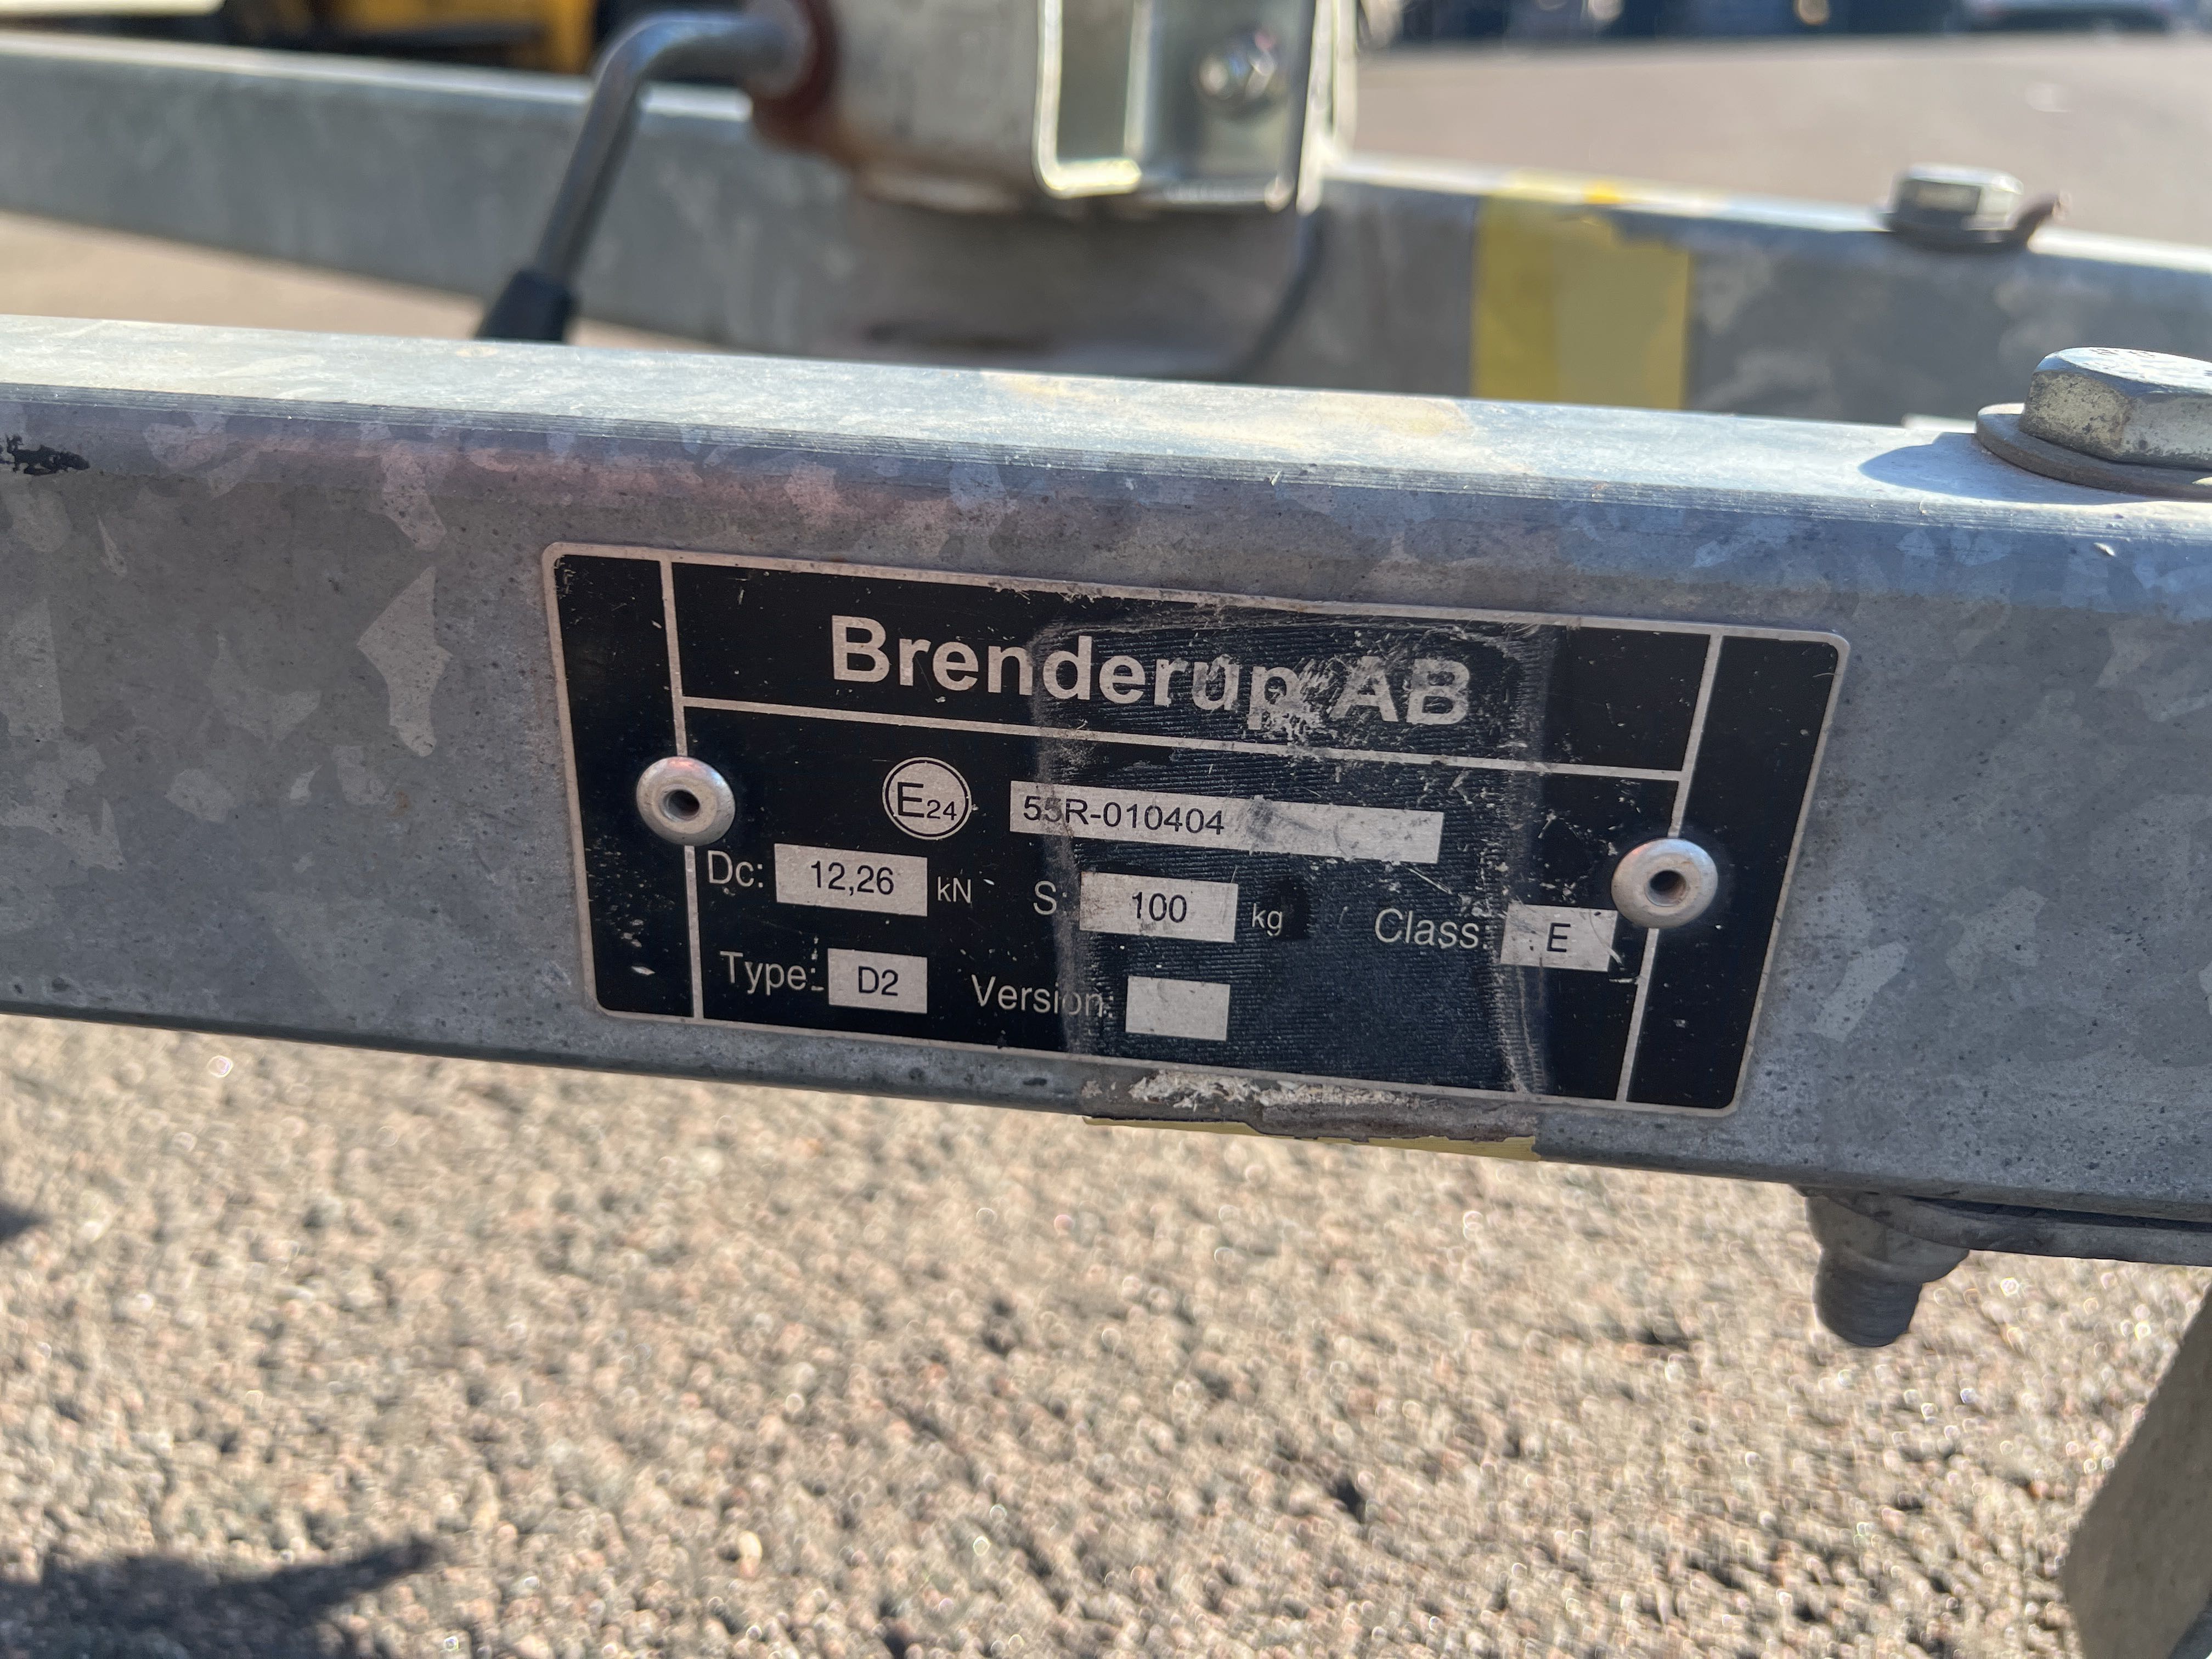 Brenderup AB
E24 55R-010404
Dc: 12,26 kN S 100 kg Class: E
Type: D2 Version: